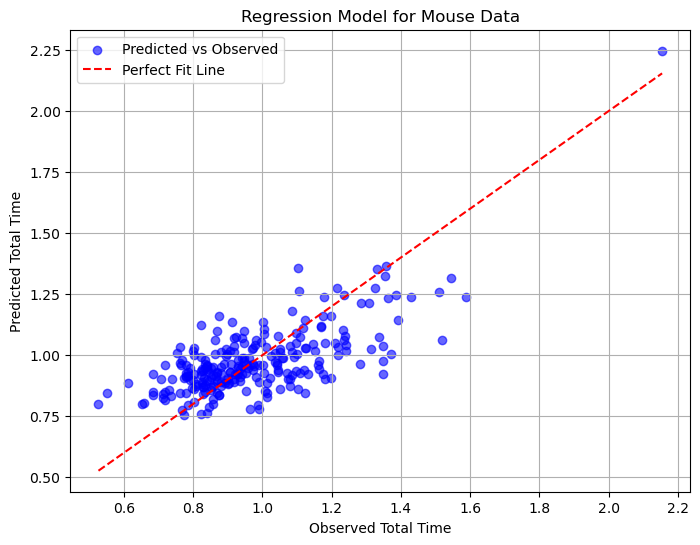 Regression Model for Mouse Data
Predicted vs Observed
Perfect Fit Line
Predicted Total Time
2.25
2.00
1.75
1.50
1.25
1.00
0.75
0.50
0.6 0.8 1.0 1.2 1.4 1.6 1.8 2.0 2.2
Observed Total Time